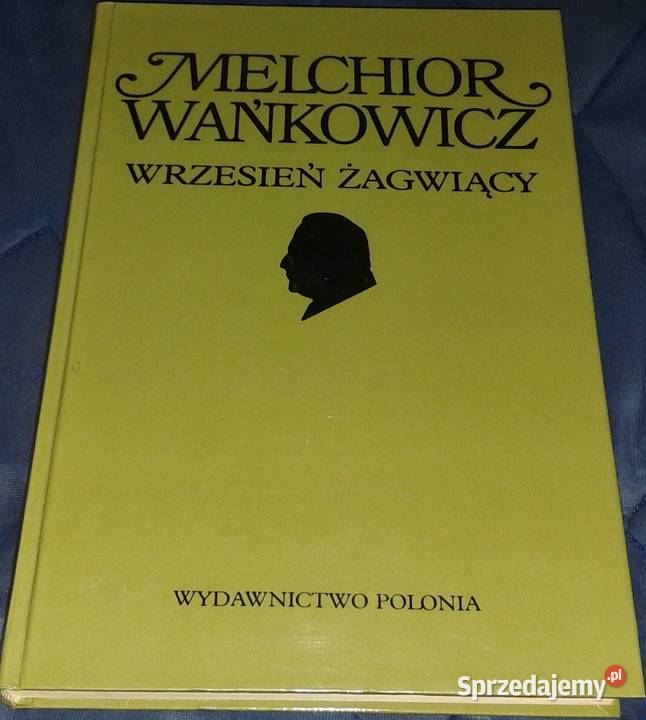 MELCHIOR
WAŃKOWICZ
WRZESIEŃ ŻAGWIĄCY
WYDAWNICTWO POLONIA
Sprzedajemy.pl